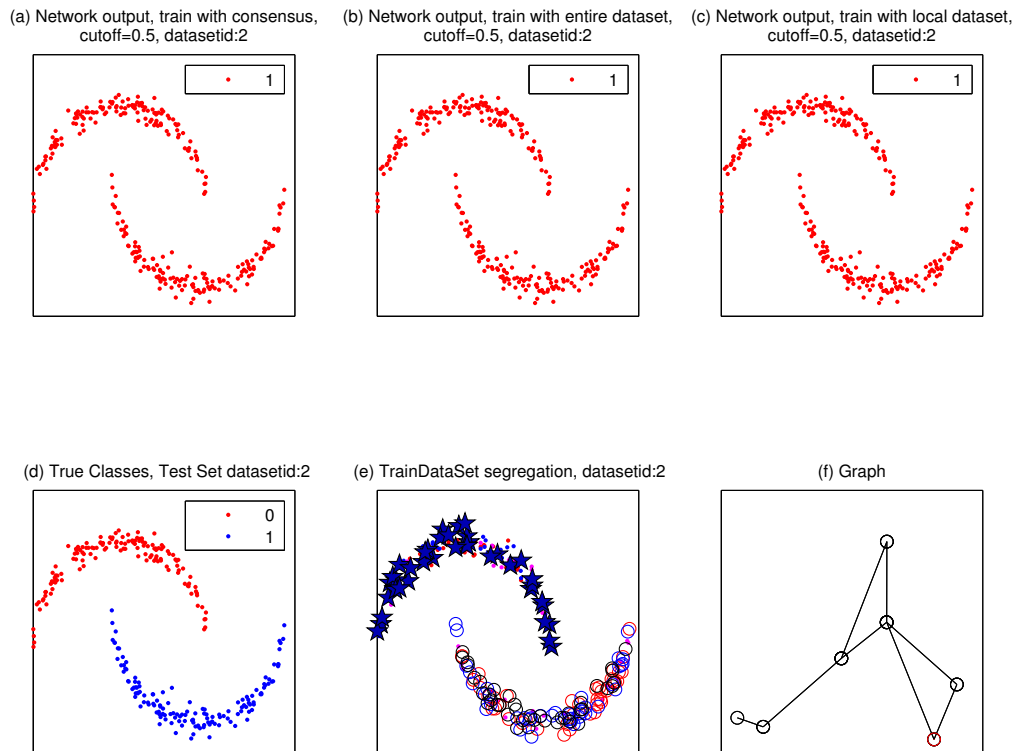 (a) Network output, train with consensus,
cutoff=0.5, datasetid:2
1
(b) Network output, train with entire dataset,
cutoff=0.5, datasetid:2
1
(c) Network output, train with local dataset,
cutoff=0.5, datasetid:2
1
(d) True Classes, Test Set datasetid:2
0
1
(e) TrainDataSet segregation, datasetid:2
(f) Graph